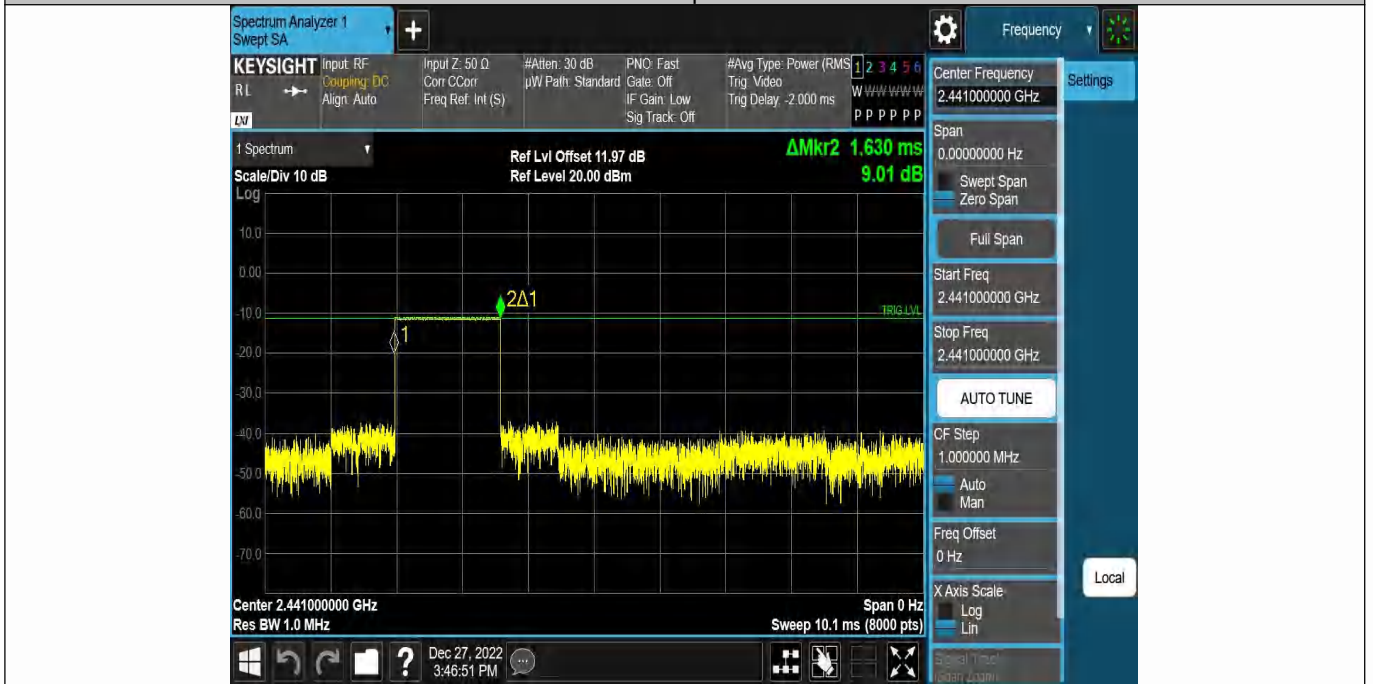 Spectrum Analyzer 1
Swept SA
+
Frequency
KEYSIGHT
R L
LXI
Input: RF
Coupling: DC
Align: Auto
Input Z: 50 Ω
Corr CCorr
Freq Ref: Int (S)
#Atten: 30 dB
µW Path: Standard
PNO: Fast
Gate: Off
IF Gain: Low
Sig Track: Off
#Avg Type: Power (RMS
Trig: Video
Trig Delay: -2.000 ms
1 2 3 4 5 6
W W W W W W
P P P P P P
Center Frequency
2.441000000 GHz
Settings
1 Spectrum
Scale/Div 10 dB
Log
Ref Lvl Offset 11.97 dB
Ref Level 20.00 dBm
ΔMkr2 1.630 ms
9.01 dB
10.0
0.00
-10.0
-20.0
-30.0
-40.0
-50.0
-60.0
-70.0
2Δ1
1
TRIG LVL
Center 2.441000000 GHz
Res BW 1.0 MHz
Span 0 Hz
Sweep 10.1 ms (8000 pts)
Span
0.00000000 Hz
Swept Span
Zero Span
Full Span
Start Freq
2.441000000 GHz
Stop Freq
2.441000000 GHz
AUTO TUNE
CF Step
1.000000 MHz
Auto
Man
Freq Offset
0 Hz
X Axis Scale
Log
Lin
Local
Signal Track
(Span Zoom)
?
Dec 27, 2022
3:46:51 PM